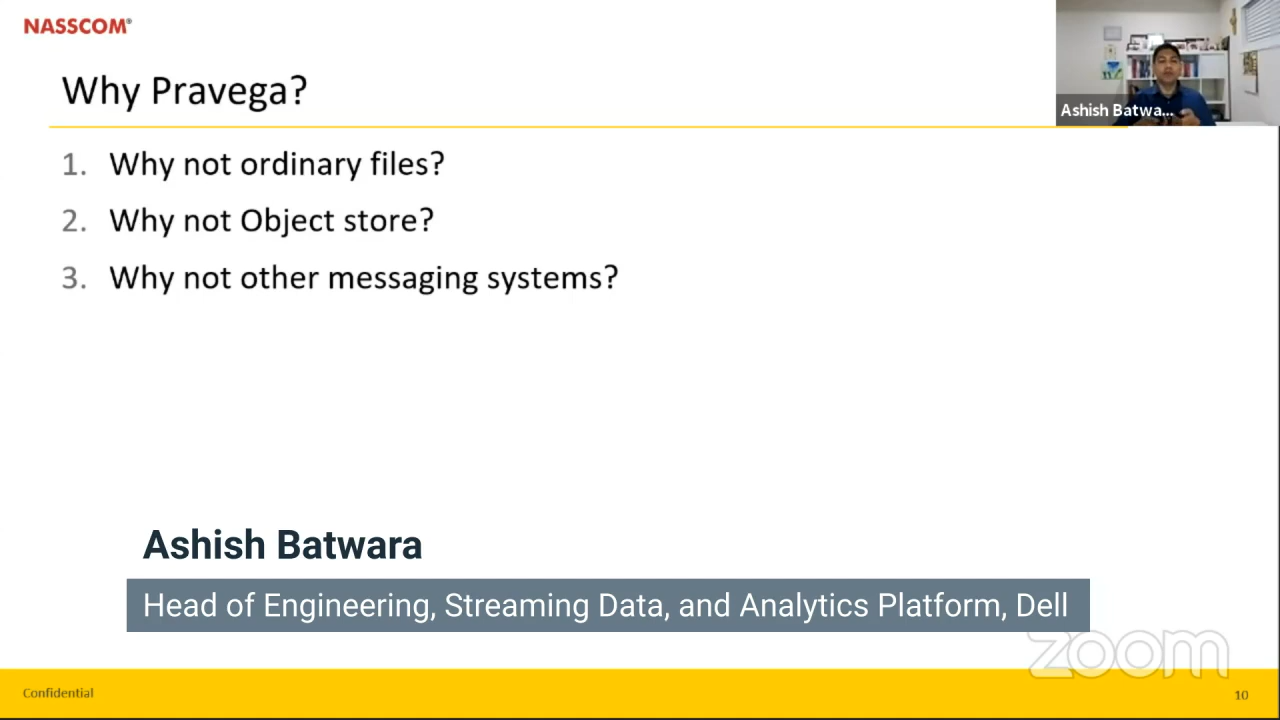 NASSCOM®
Ashish Batwa...
Why Pravega?
1. Why not ordinary files?
2. Why not Object store?
3. Why not other messaging systems?
Ashish Batwara
Head of Engineering, Streaming Data, and Analytics Platform, Dell
zoom
Confidential
10